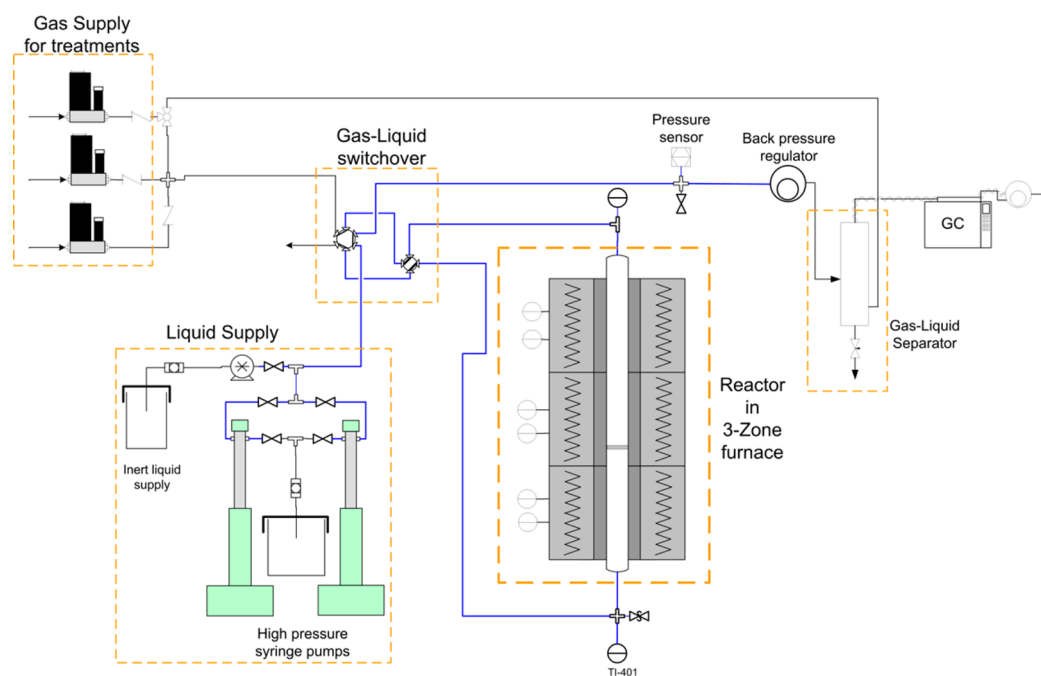 Gas Supply
for treatments
Gas-Liquid
switchover
Pressure
sensor
Back pressure
regulator
GC
Liquid Supply
Gas-Liquid
Separator
Reactor
in
3-Zone
furnace
Inert liquid
supply
High pressure
syringe pumps
TI-401